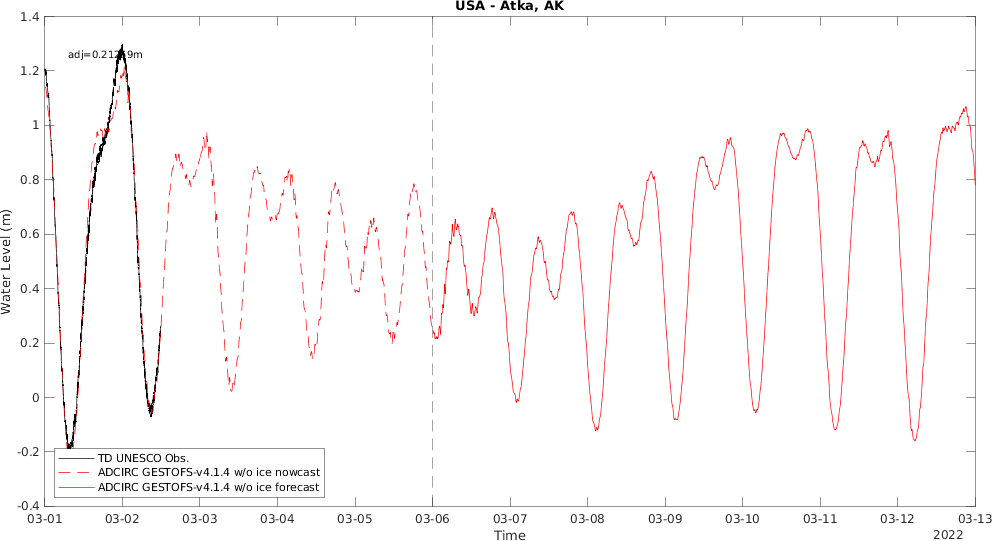 USA - Atka, AK
1.4
1.2
1
0.8
0.6
0.4
0.2
0
-0.2
-0.4
Water Level (m)
TD UNESCO Obs.
ADCIRC GESTOFS-v4.1.4 w/o ice nowcast
ADCIRC GESTOFS-v4.1.4 w/o ice forecast
03-01 03-02 03-03 03-04 03-05 03-06 03-07 03-08 03-09 03-10 03-11 03-12 03-13
Time
2022